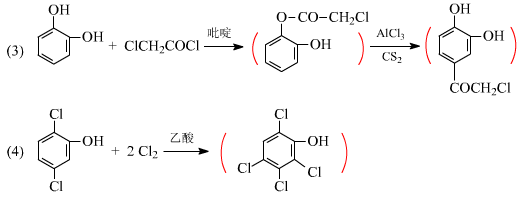 OH
OH
(3) + ClCH₂COCl 吡啶 ( O—CO—CH₂Cl OH ) AlCl₃ CS₂ ( OH OH COCH₂Cl )
Cl
OH
(4) + 2 Cl₂ 乙酸 ( Cl OH Cl Cl Cl )
Cl